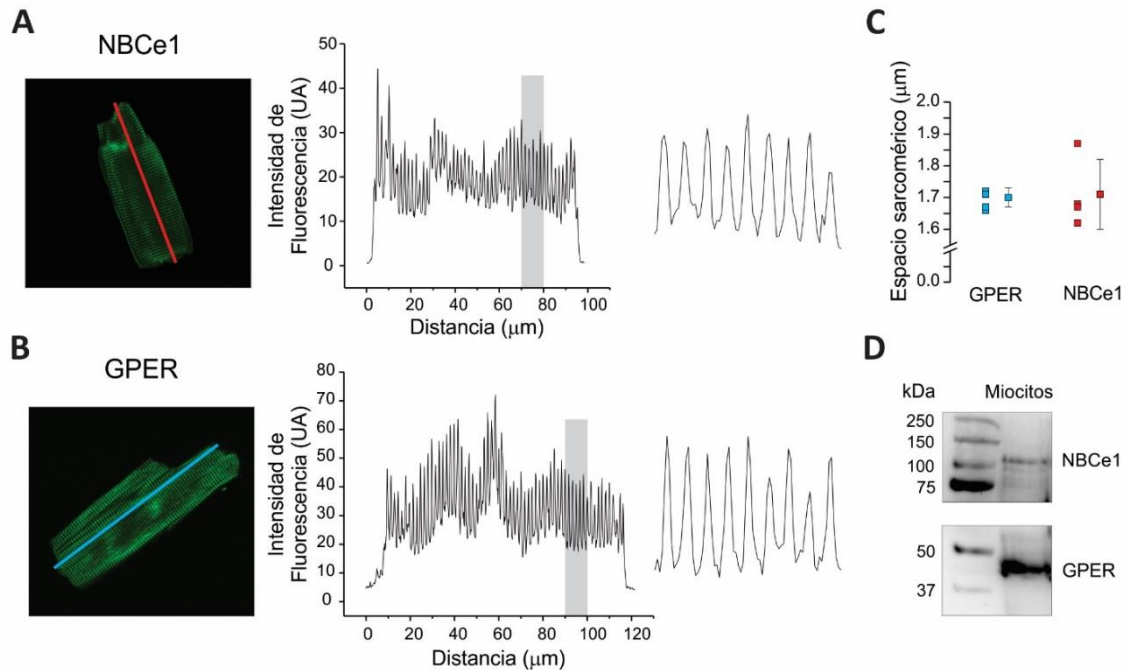 A
NBCe1
Intensidad de
Fluorescencia (UA)
50
40
30
20
10
0
0 20 40 60 80 100
Distancia (μm)
B
GPER
Intensidad de
Fluorescencia (UA)
80
70
60
50
40
30
20
10
0
0 20 40 60 80 100 120
Distancia (μm)
C
Espacio sarcomérico (μm)
2.0
1.9
1.8
1.7
1.6
0.0
GPER NBCe1
D
kDa Miocitos
250
150
100
75
NBCe1
50
37
GPER